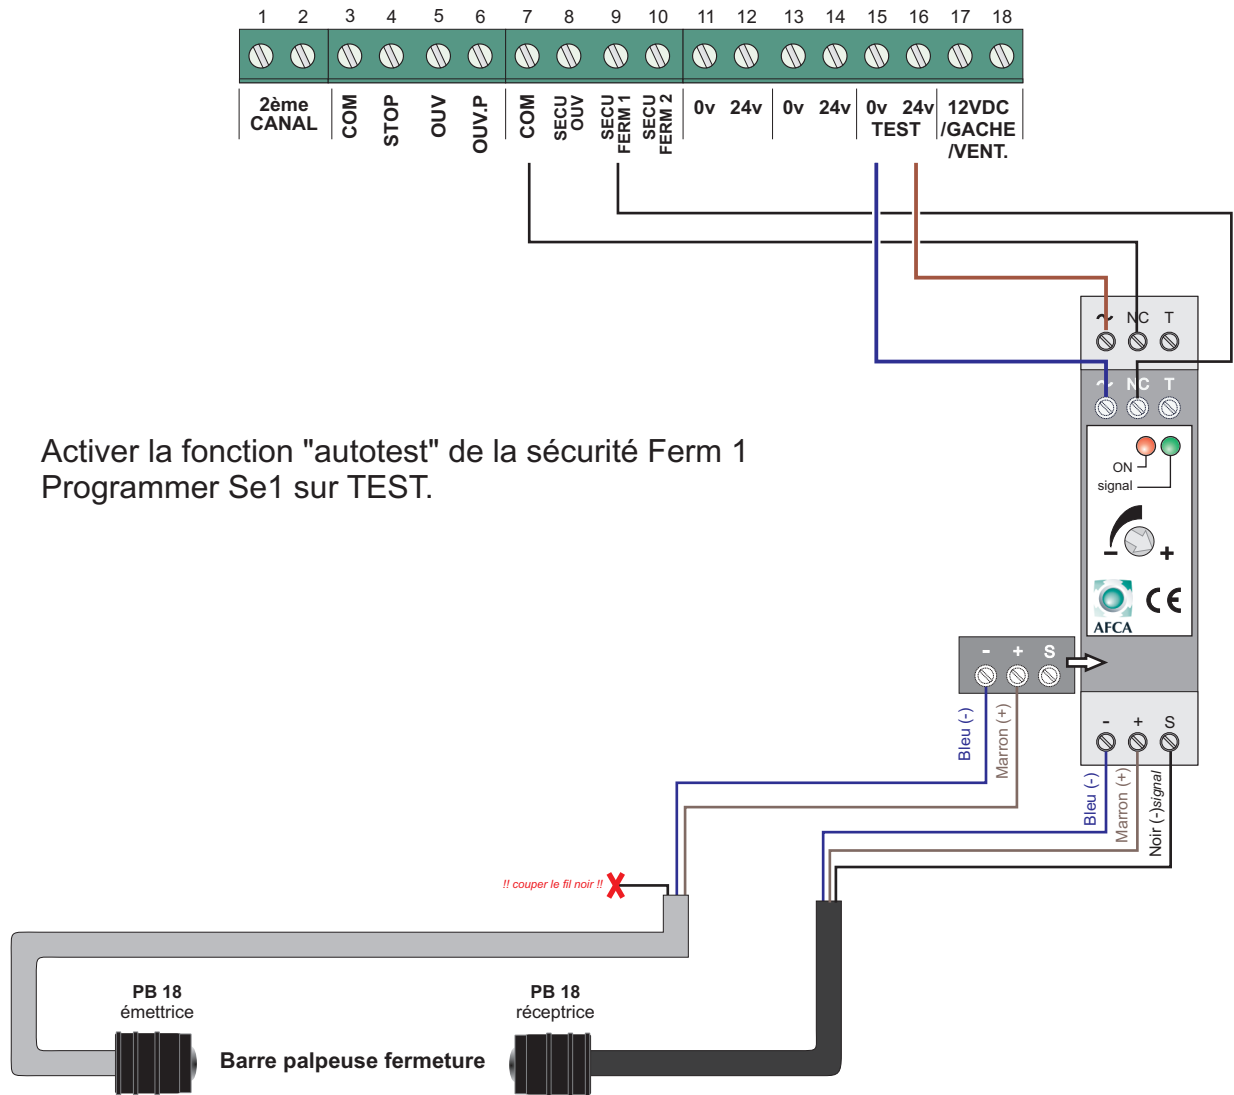 1 2 3 4 5 6 7 8 9 10 11 12 13 14 15 16 17 18
2ème
CANAL
COM
STOP
OUV
OUV.P
COM
SECU
OUV
SECU
FERM 1
SECU
FERM 2
0v 24v
0v 24v
0v 24v
TEST
12VDC
/GACHE
/VENT.
~ NC T
~ NC T
Activer la fonction "autotest" de la sécurité Ferm 1
Programmer Se1 sur TEST.
ON
signal
- +
AFCA
CE
- + S
Bleu (-)
Marron (+)
- + S
Bleu (-)
Marron (+)
Noir (-)signal
!! couper le fil noir !!
PB 18
émettrice
PB 18
réceptrice
Barre palpeuse fermeture